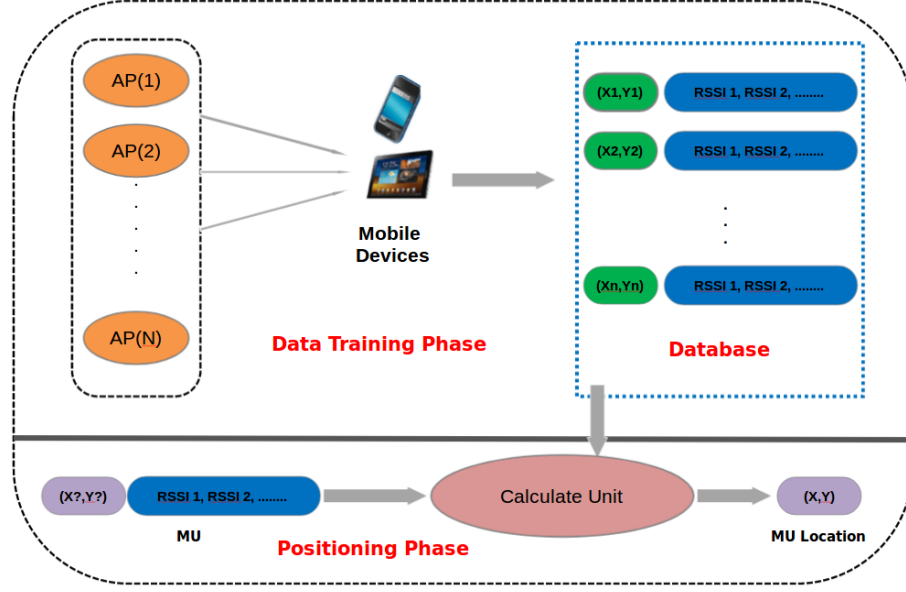 AP(1)
AP(2)
AP(N)
Mobile
Devices
Data Training Phase
(X1,Y1)
RSSI 1, RSSI 2, ........
(X2,Y2)
RSSI 1, RSSI 2, ........
(Xn,Yn)
RSSI 1, RSSI 2, ........
Database
(X?,Y?)
RSSI 1, RSSI 2, ........
MU
Calculate Unit
(X,Y)
MU Location
Positioning Phase